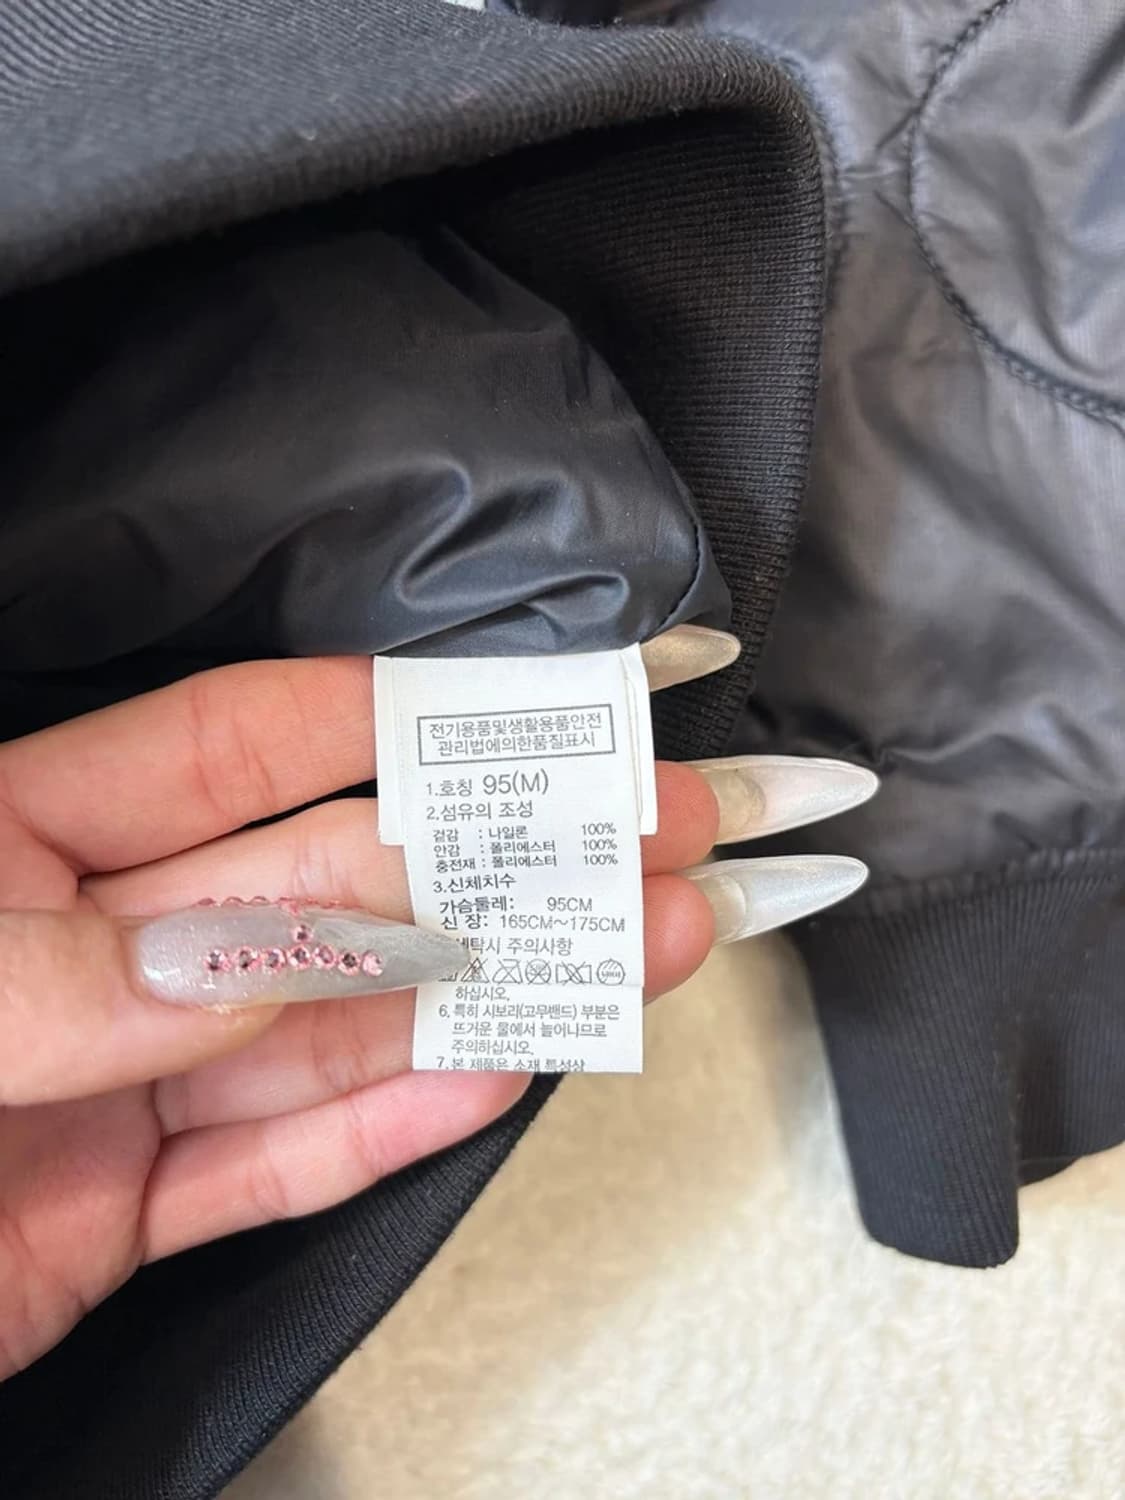 전기용품및생활용품안전
관리법에의한품질표시
1.호칭 95(M)
2.섬유의 조성
겉감 : 나일론 100%
안감 : 폴리에스터 100%
충전재 : 폴리에스터 100%
3.신체치수
가슴둘레: 95CM
신 장: 165CM~175CM
주의사항
하십시오.
6.특히 시보리(고무밴드) 부분은
뜨거운 물에서 늘어나므로
주의하십시오.
7.본 제품은 소재 특성상